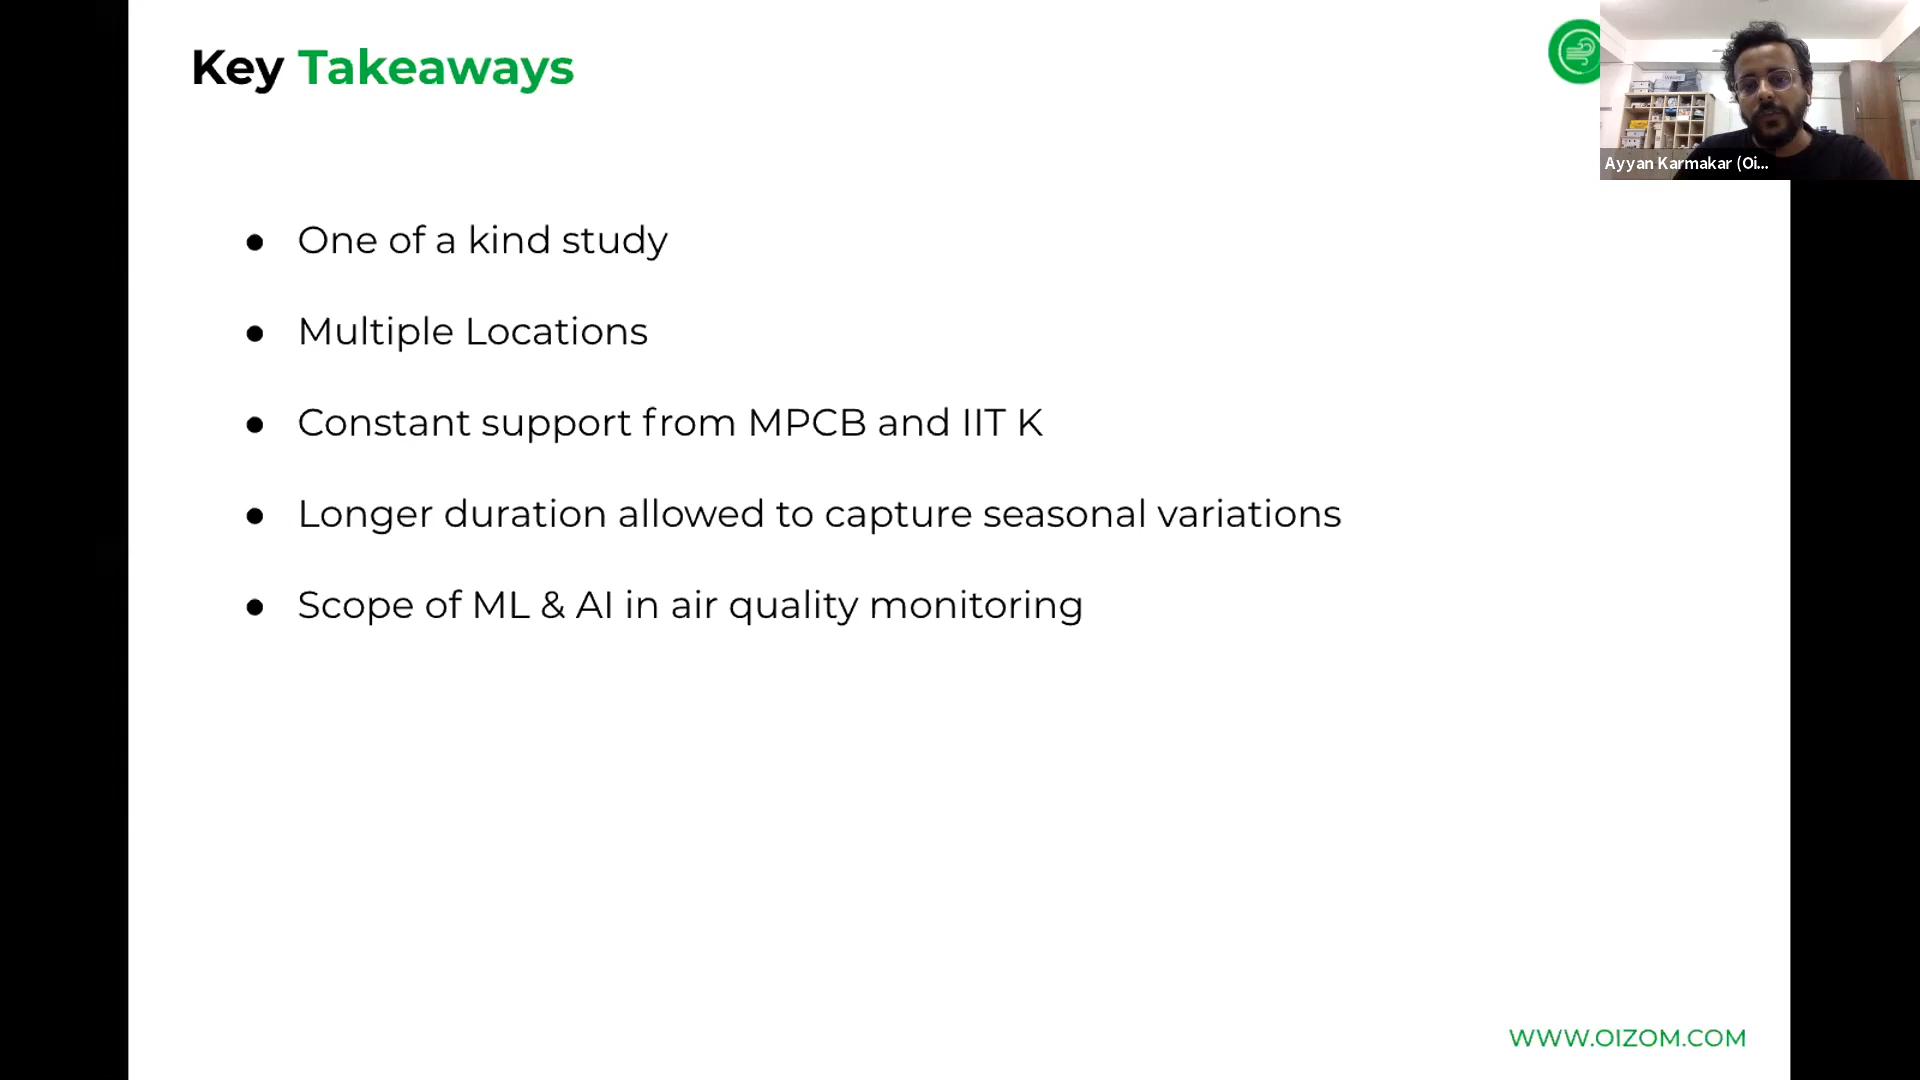 Key Takeaways
Ayyan Karmakar (Oi...
● One of a kind study
● Multiple Locations
● Constant support from MPCB and IIT K
● Longer duration allowed to capture seasonal variations
● Scope of ML & AI in air quality monitoring
WWW.OIZOM.COM